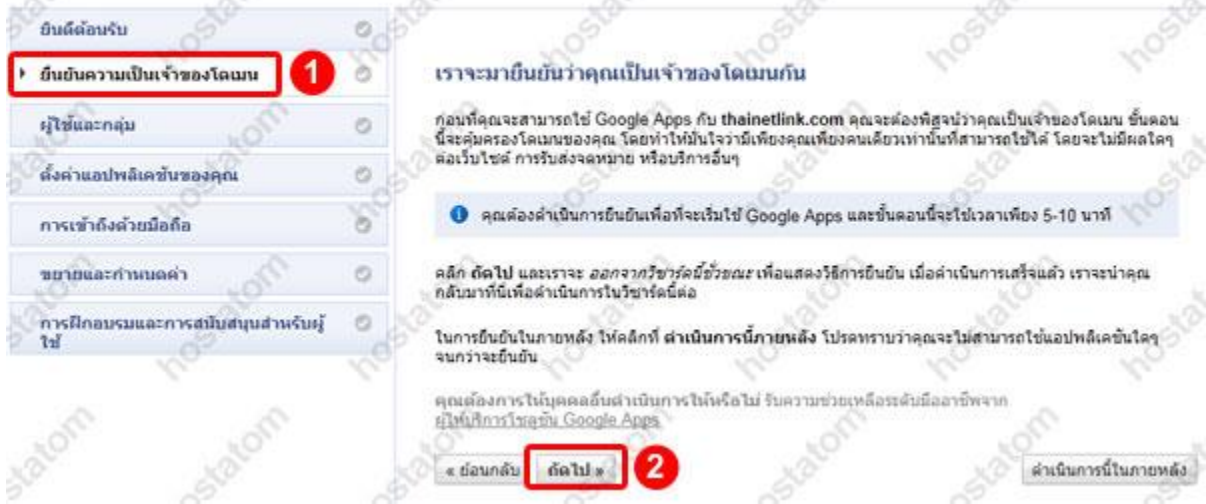 ยินดีต้อนรับ
ยืนยันความเป็นเจ้าของโดเมน
1
ผู้ใช้และกลุ่ม
ตั้งค่าแอปพลิเคชันของคุณ
การเข้าถึงด้วยมือถือ
ขยายและกำหนดค่า
การฝึกอบรมและการสนับสนุนสำหรับผู้
ใช้
เราจะมายืนยันว่าคุณเป็นเจ้าของโดเมนกัน
ก่อนที่คุณจะสามารถใช้ Google Apps กับ thainetlink.com คุณจะต้องพิสูจน์ว่าคุณเป็นเจ้าของโดเมน ขั้นตอน
นี้จะคุ้มครองโดเมนของคุณ โดยทำให้มั่นใจว่ามีเพียงคุณเพียงคนเดียวเท่านั้นที่สามารถใช้ได้ โดยจะไม่มีผลใดๆ
ต่อเว็บไซต์ การรับส่งจดหมาย หรือบริการอื่นๆ
คุณต้องดำเนินการยืนยันเพื่อที่จะเริ่มใช้ Google Apps และขั้นตอนนี้จะใช้เวลาเพียง 5-10 นาที
คลิก ถัดไป และเราจะ ออกจากวิซาร์ดนี้ชั่วขณะ เพื่อแสดงวิธีการยืนยัน เมื่อดำเนินการเสร็จแล้ว เราจะนำคุณ
กลับมาที่นี่เพื่อดำเนินการในวิซาร์ดนี้ต่อ
ในการยืนยันในภายหลัง ให้คลิกที่ ดำเนินการนี้ภายหลัง โปรดทราบว่าคุณจะไม่สามารถใช้แอปพลิเคชันใดๆ
จนกว่าจะยืนยัน
คุณต้องการให้บุคคลอื่นดำเนินการให้หรือไม่ รับความช่วยเหลือระดับมืออาชีพจาก
ผู้ให้บริการโซลูชัน Google Apps
« ย้อนกลับ
ถัดไป »
2
ดำเนินการนี้ในภายหลัง
hostatom